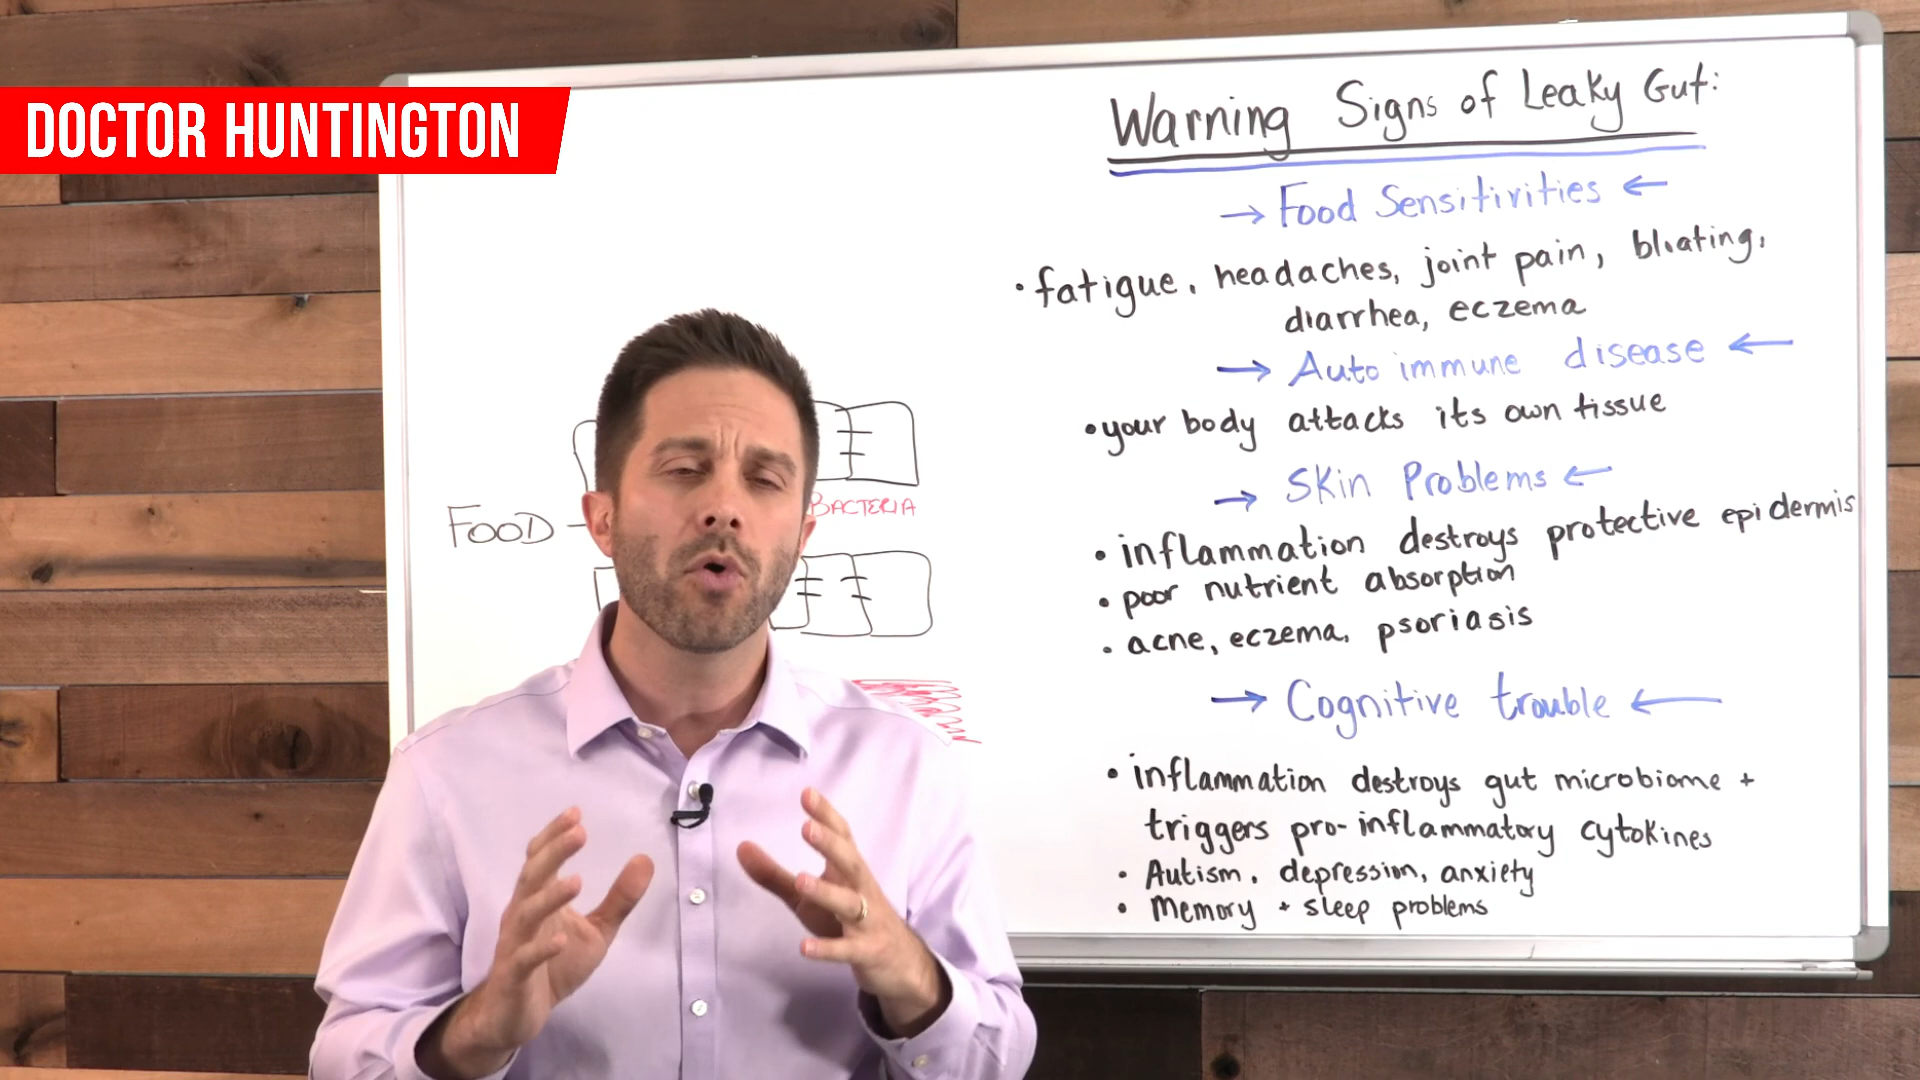 DOCTOR HUNTINGTON
Warning Signs of Leaky Gut:
→ Food Sensitivities ←
• fatigue, headaches, joint pain, bloating,
diarrhea, eczema
→ Auto immune disease ←
• your body attacks its own tissue
→ Skin Problems ←
• inflammation destroys protective epidermis
• poor nutrient absorption
• acne, eczema, psoriasis
→ Cognitive trouble ←
• inflammation destroys gut microbiome +
triggers pro-inflammatory cytokines
• Autism, depression, anxiety
• Memory + sleep problems
FOOD
BACTERIA